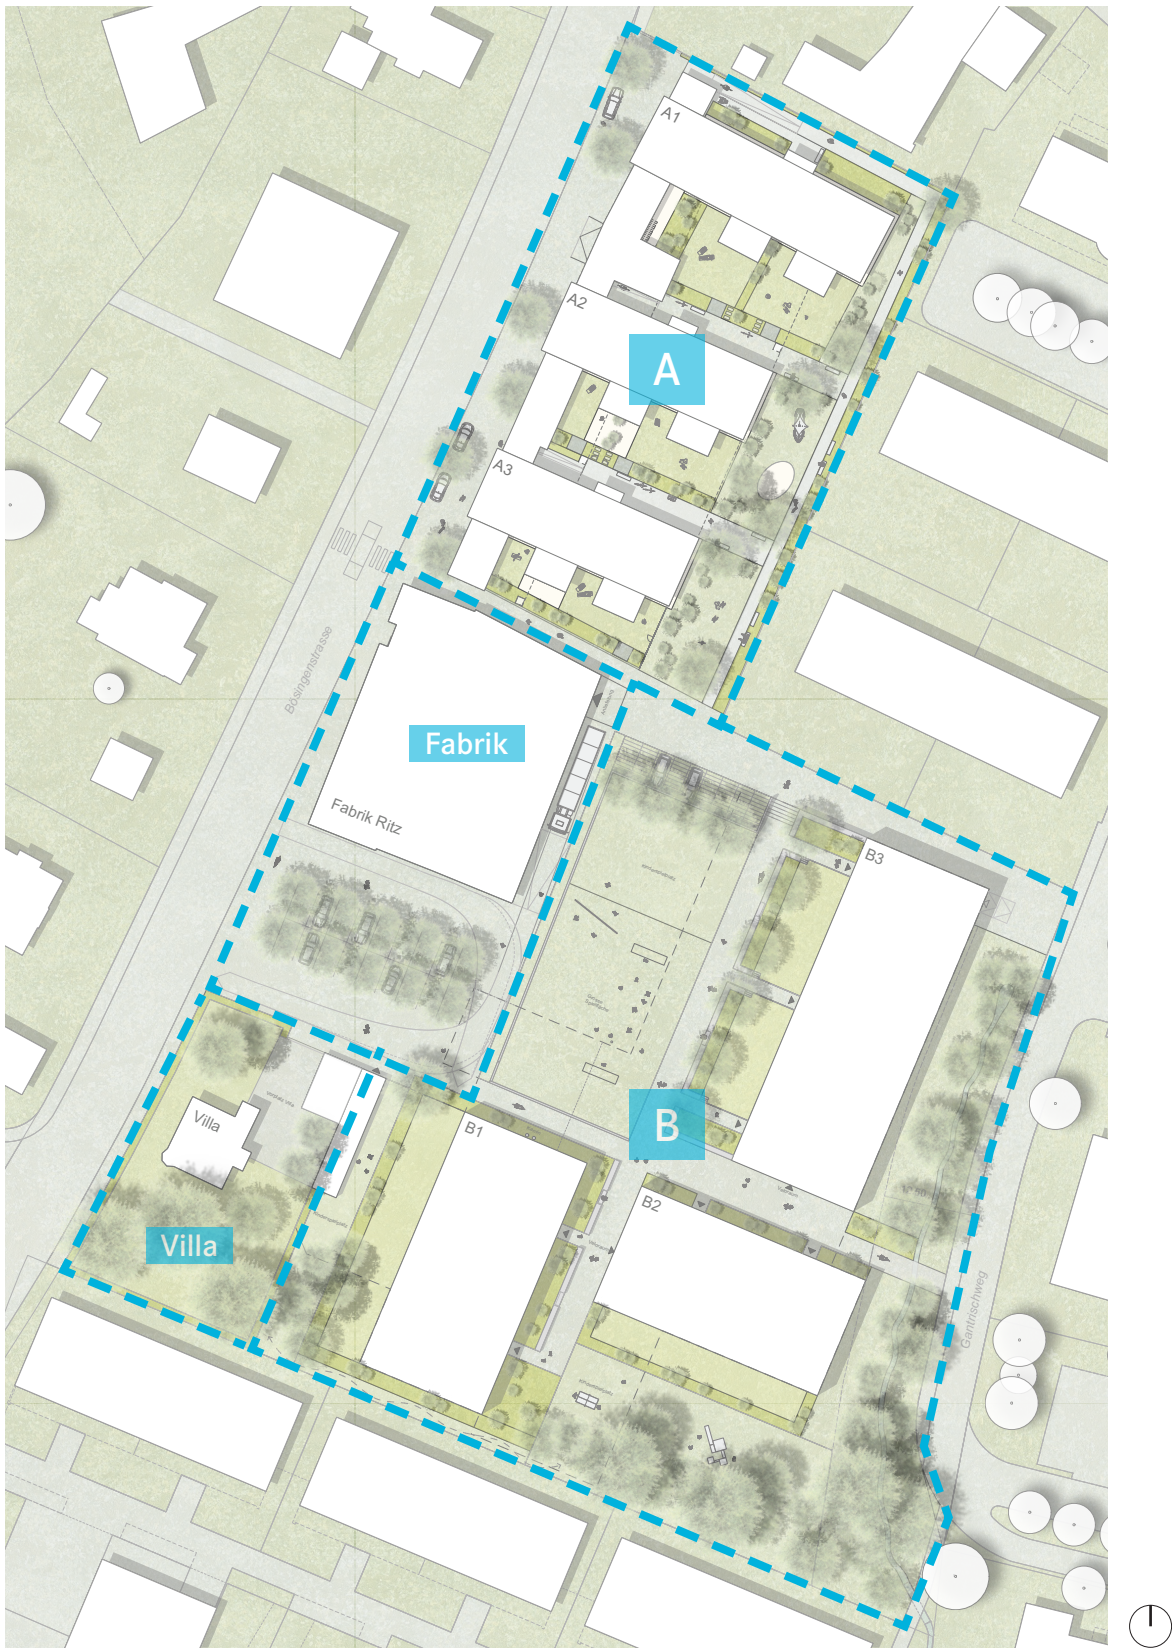 A1
A2
A
A3
Bösingenstrasse
Fabrik
Fabrik Ritz
B3
Villa
B1
B
B2
Villa
Gantrischweg